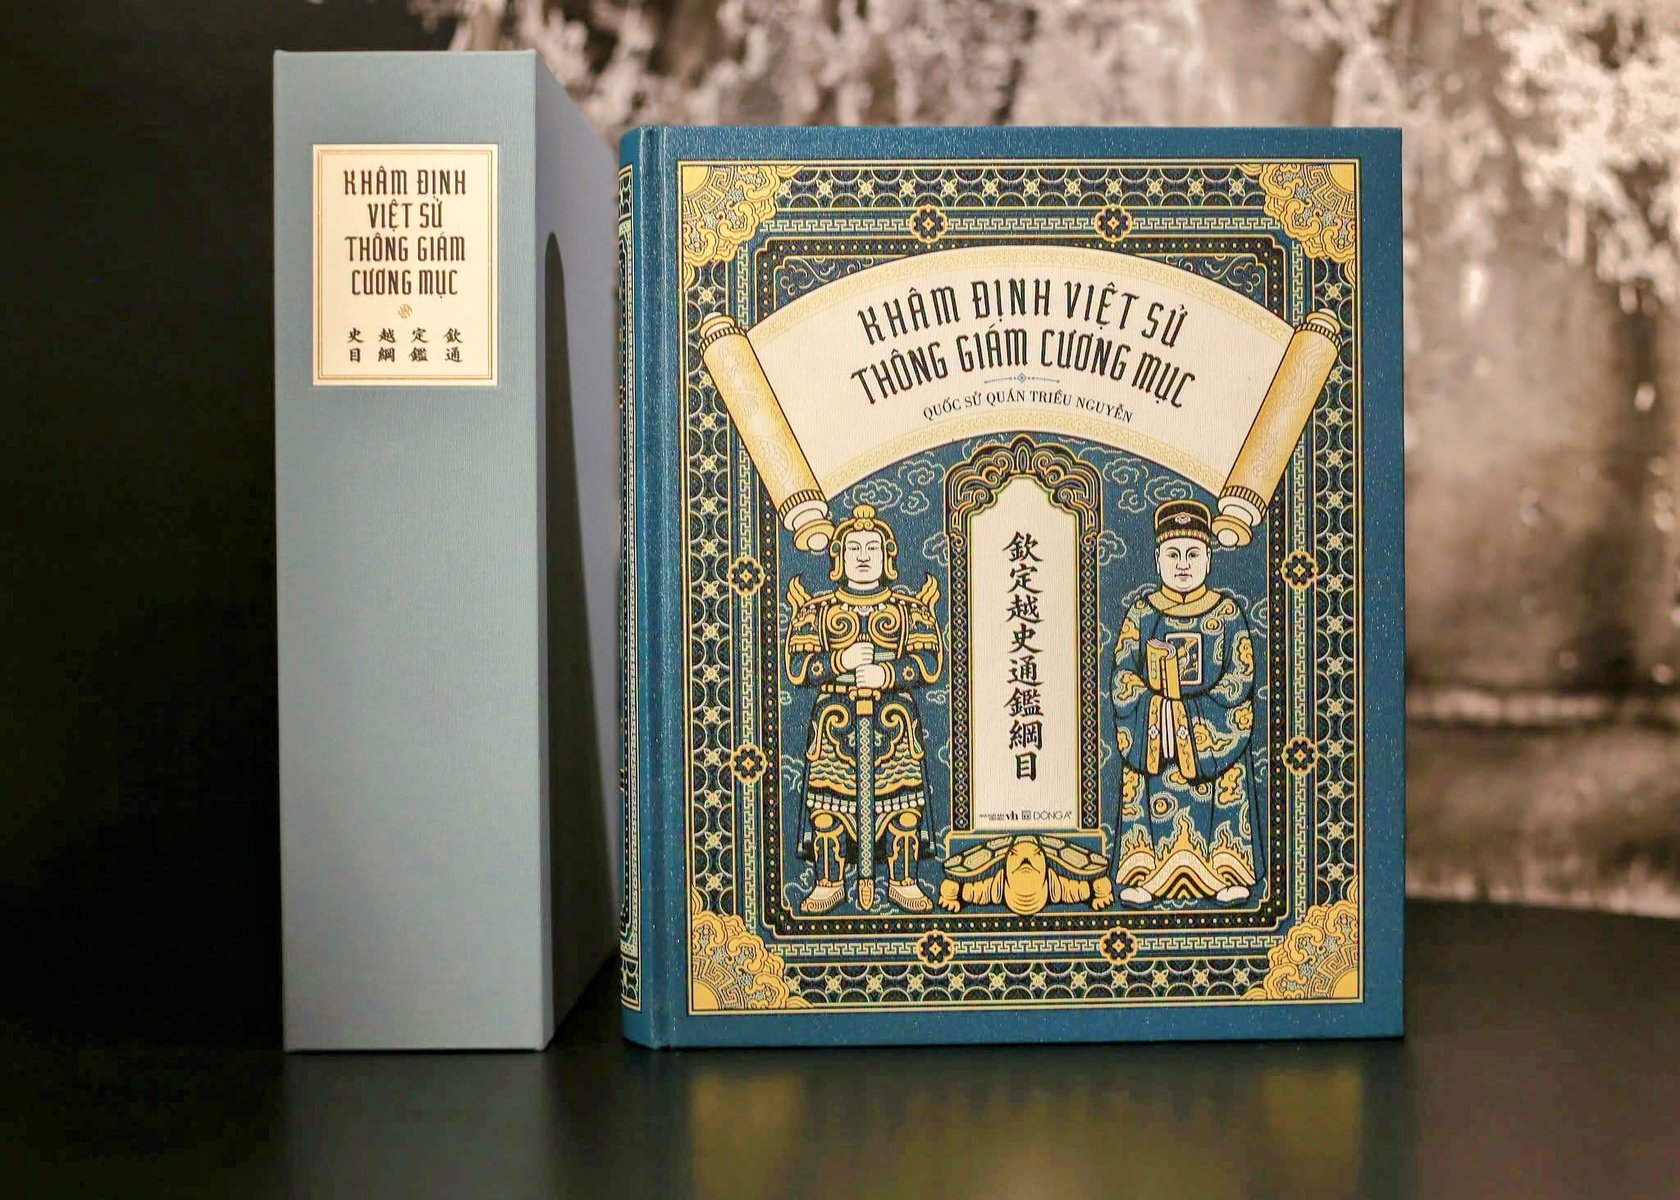 KHÂM ĐỊNH
VIỆT SỬ
THÔNG GIÁM
CƯƠNG MỤC
史 越 定 欽
目 綱 鑑 通
KHÂM ĐỊNH VIỆT SỬ
THÔNG GIÁM CƯƠNG MỤC
QUỐC SỬ QUÁN TRIỀU NGUYỄN
欽定越史通鑑綱目
vh ĐÔNG A